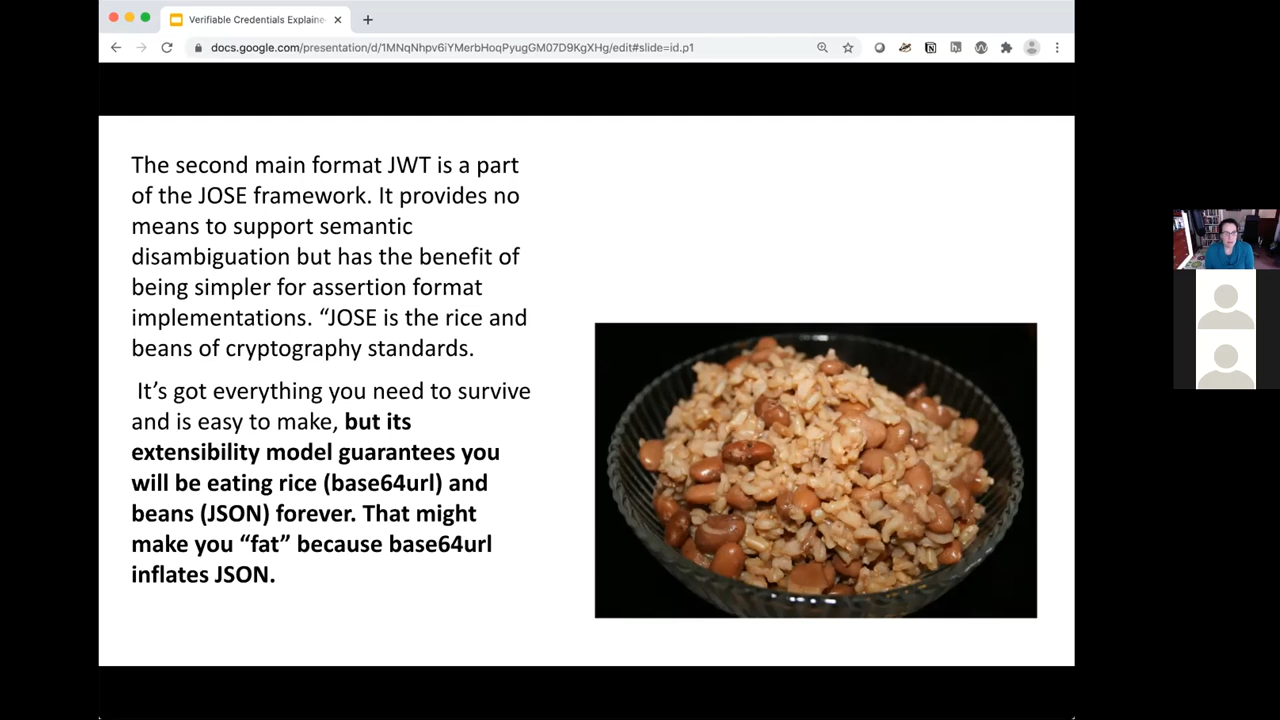 Verifiable Credentials Explaine
docs.google.com/presentation/d/1MNqNhpv6iYMerbHoqPyugGM07D9KgXHg/edit#slide=id.p1
The second main format JWT is a part
of the JOSE framework. It provides no
means to support semantic
disambiguation but has the benefit of
being simpler for assertion format
implementations. “JOSE is the rice and
beans of cryptography standards.
It’s got everything you need to survive
and is easy to make, but its
extensibility model guarantees you
will be eating rice (base64url) and
beans (JSON) forever. That might
make you “fat” because base64url
inflates JSON.